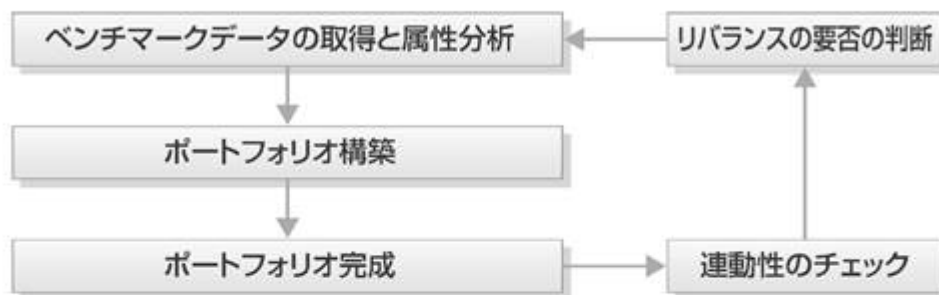 ベンチマークデータの取得と属性分析
リバランスの要否の判断
ポートフォリオ構築
ポートフォリオ完成
連動性のチェック